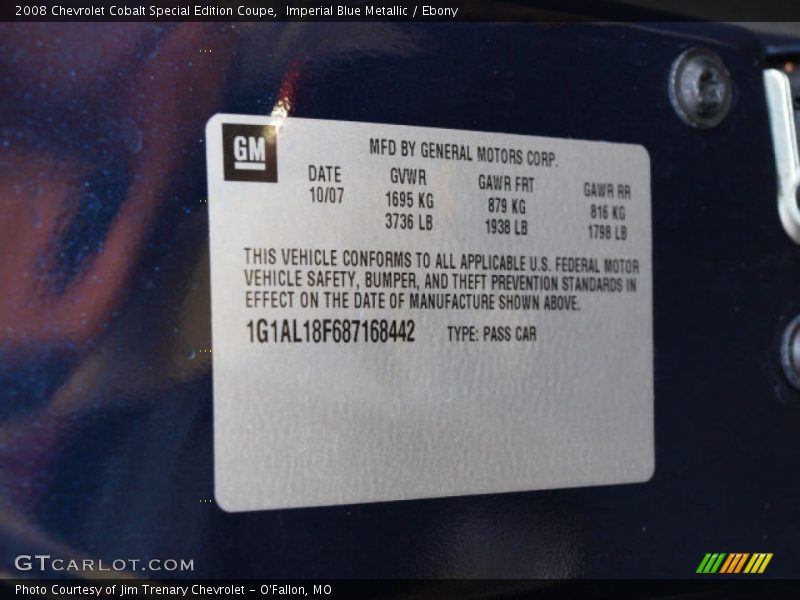 2008 Chevrolet Cobalt Special Edition Coupe,  Imperial Blue Metallic / Ebony
GM
MFD BY GENERAL MOTORS CORP.
DATE GVWR GAWR FRT GAWR RR
10/07 1695 KG 879 KG 816 KG
3736 LB 1938 LB 1798 LB
THIS VEHICLE CONFORMS TO ALL APPLICABLE U.S. FEDERAL MOTOR
VEHICLE SAFETY, BUMPER, AND THEFT PREVENTION STANDARDS IN
EFFECT ON THE DATE OF MANUFACTURE SHOWN ABOVE.
1G1AL18F687168442 TYPE: PASS CAR
GTCARLOT.COM
Photo Courtesy of Jim Trenary Chevrolet - O'Fallon, MO